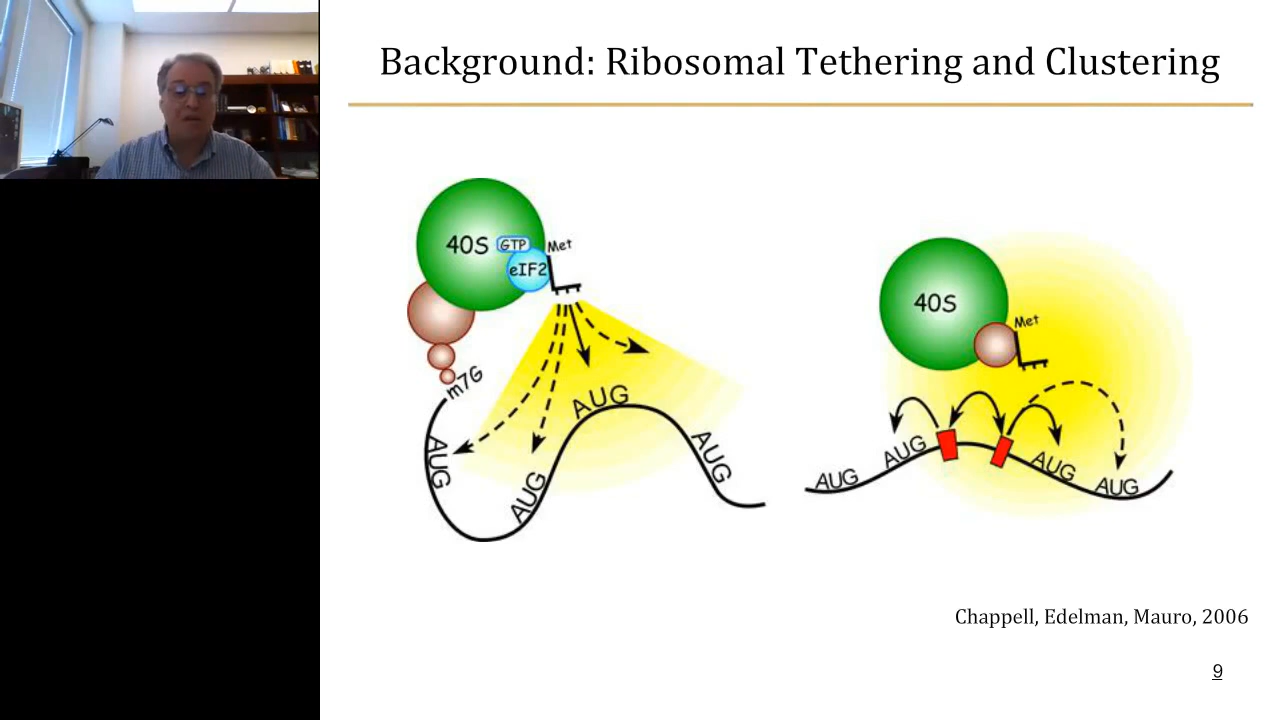 Background: Ribosomal Tethering and Clustering
40S
GTP
Met
eIF2
m7G
AUG
AUG
AUG
AUG
40S
Met
AUG
AUG
AUG
AUG
Chappell, Edelman, Mauro, 2006
9